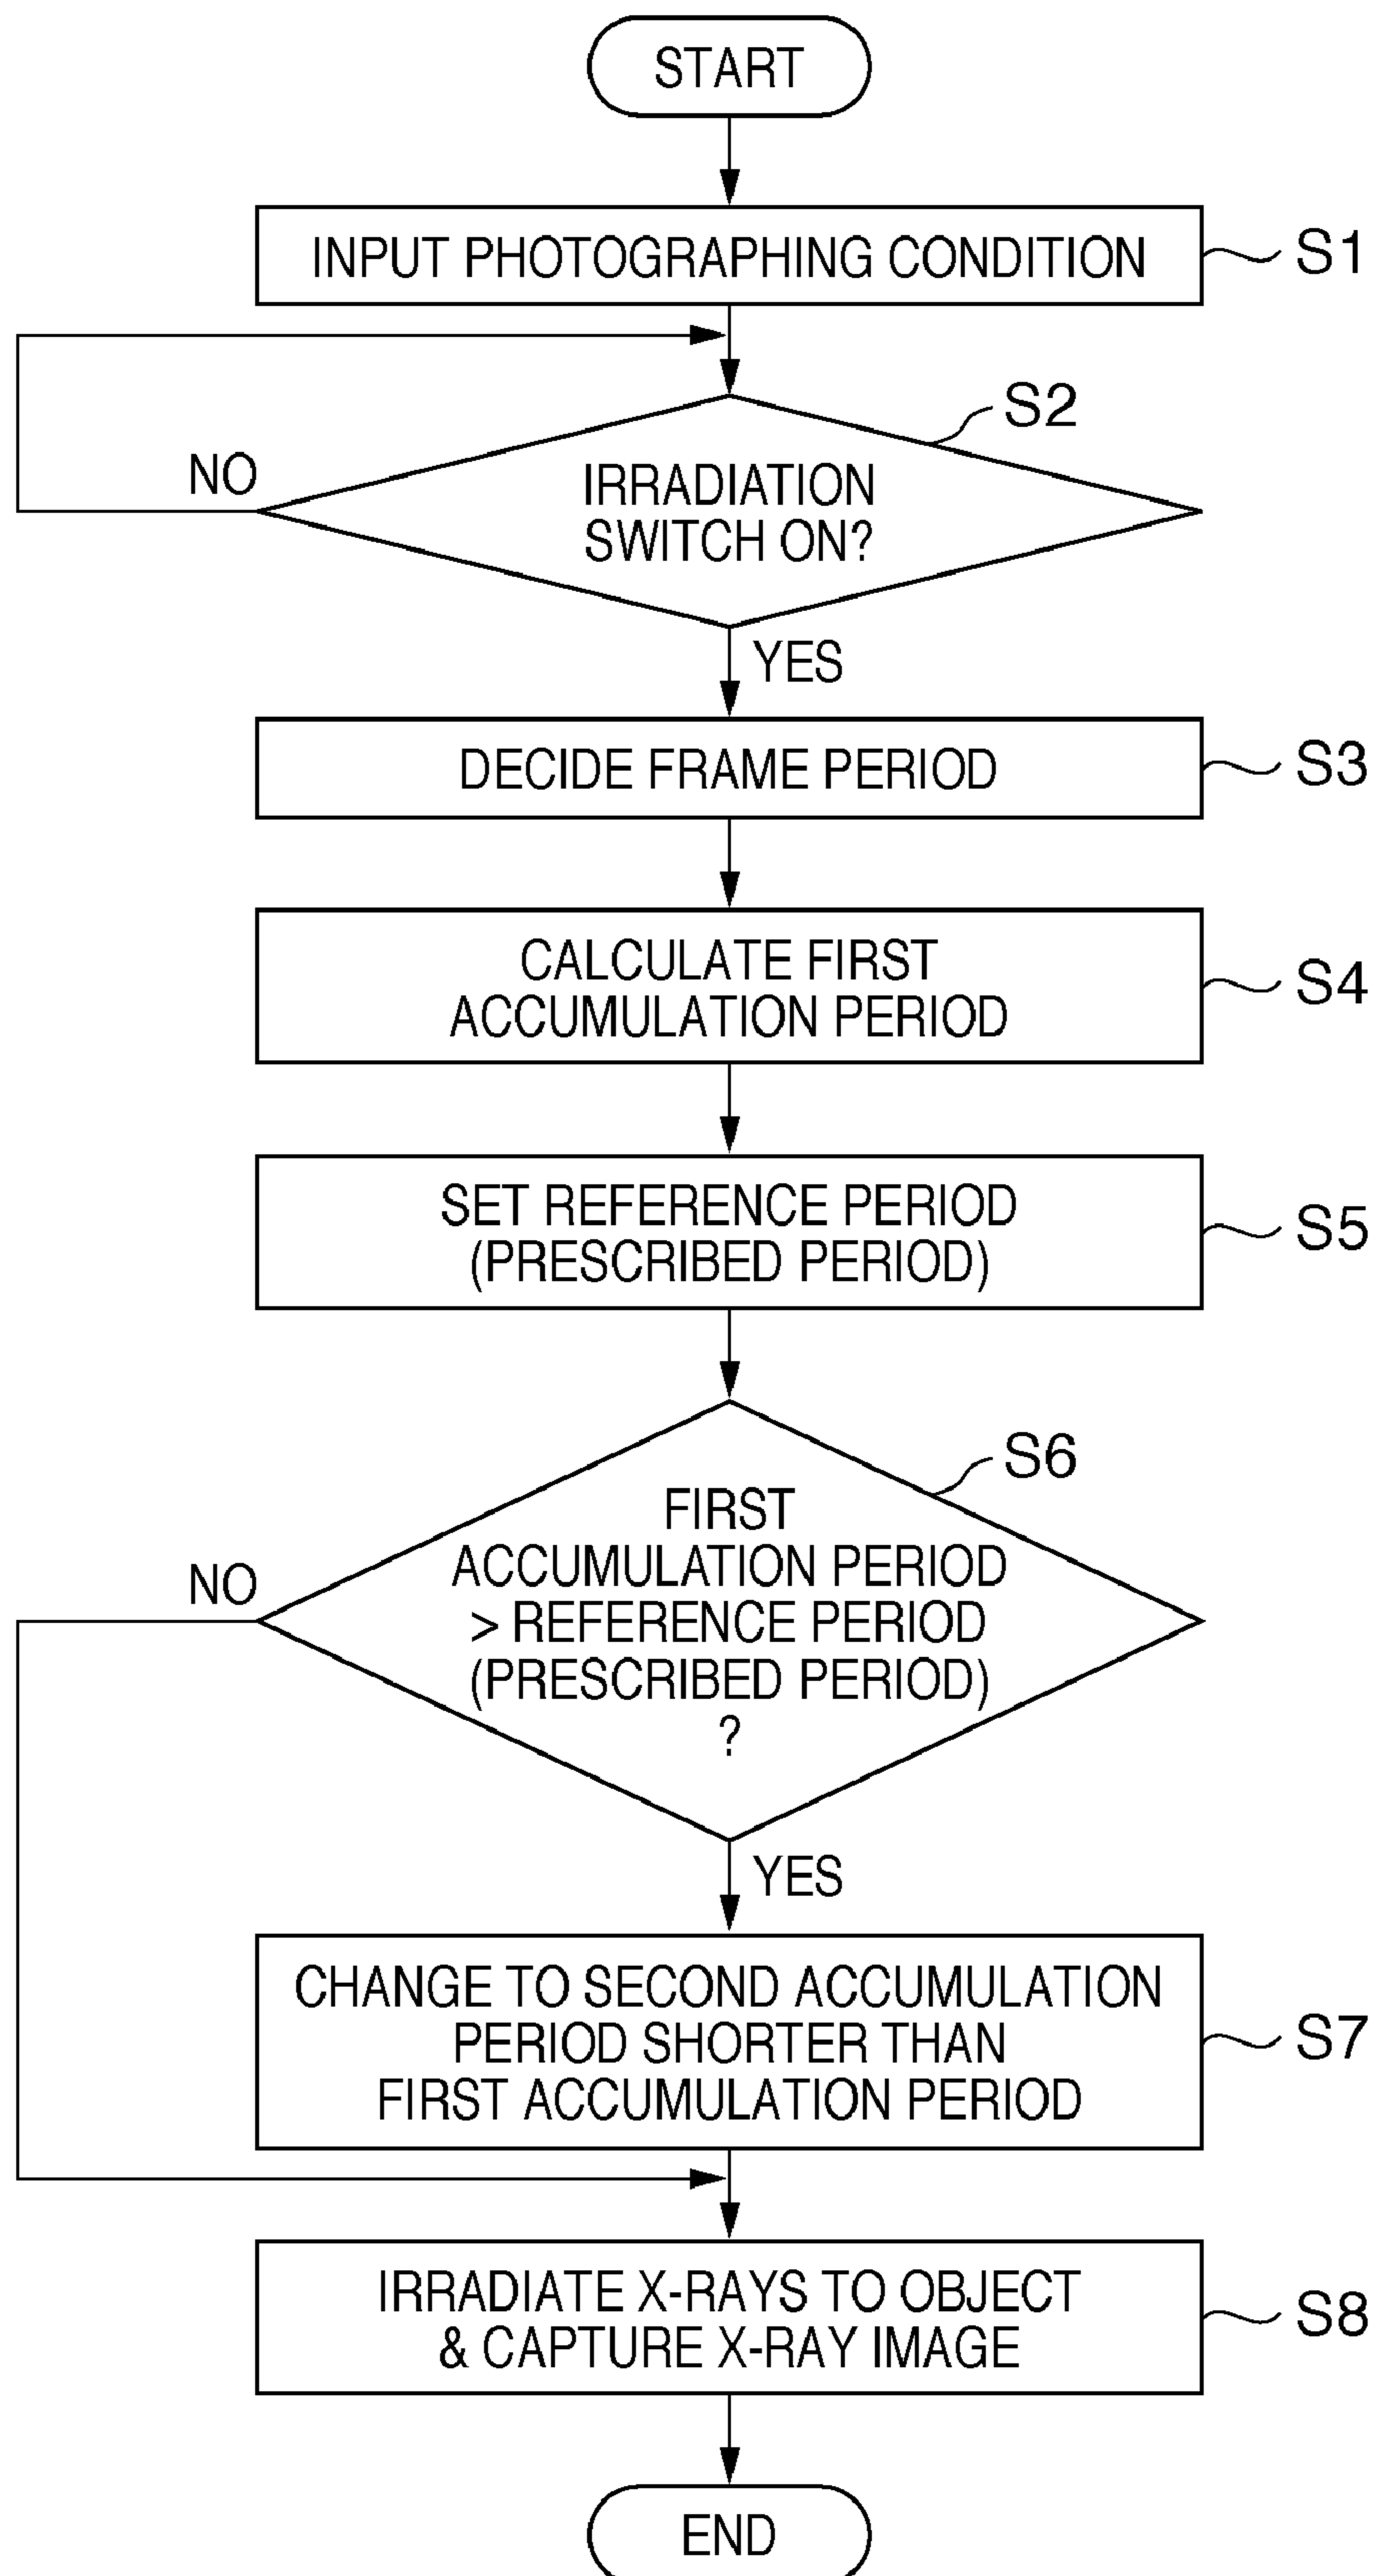 START
INPUT PHOTOGRAPHING CONDITION
S1
S2
NO
IRRADIATION
SWITCH ON?
YES
DECIDE FRAME PERIOD
S3
CALCULATE FIRST
ACCUMULATION PERIOD
S4
SET REFERENCE PERIOD
(PRESCRIBED PERIOD)
S5
S6
NO
FIRST
ACCUMULATION PERIOD
> REFERENCE PERIOD
(PRESCRIBED PERIOD)
?
YES
CHANGE TO SECOND ACCUMULATION
PERIOD SHORTER THAN
FIRST ACCUMULATION PERIOD
S7
IRRADIATE X-RAYS TO OBJECT
& CAPTURE X-RAY IMAGE
S8
END